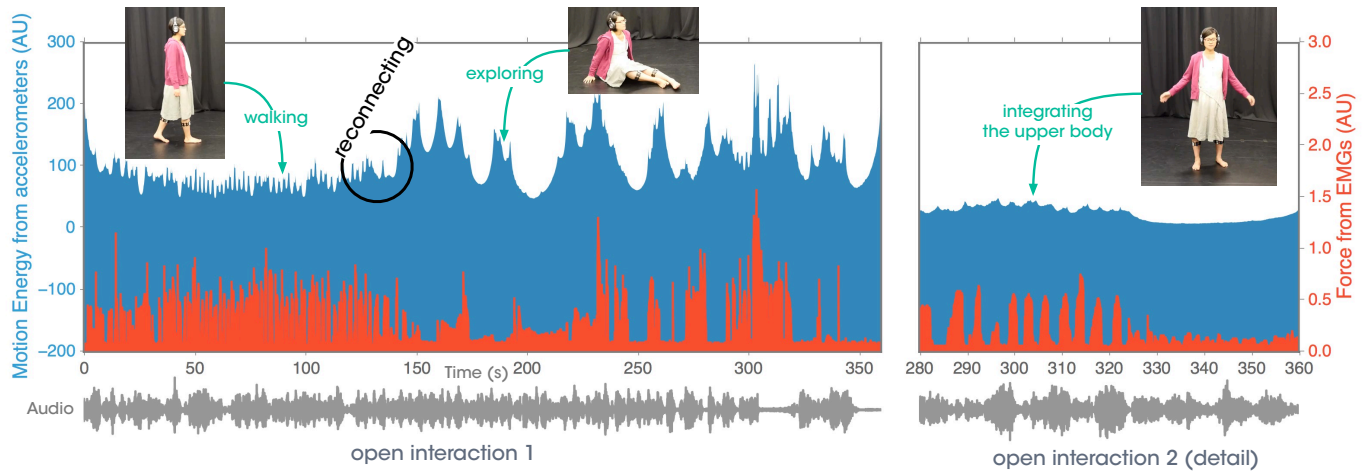 Motion Energy from accelerometers (AU)
300
200
100
0
−100
−200
walking
reconnecting
exploring
0
50
100
150
200
250
300
350
Time (s)
Audio
open interaction 1
integrating
the upper body
280
290
300
310
320
330
340
350
360
3.0
2.5
2.0
1.5
1.0
0.5
0.0
Force from EMGs (AU)
open interaction 2 (detail)